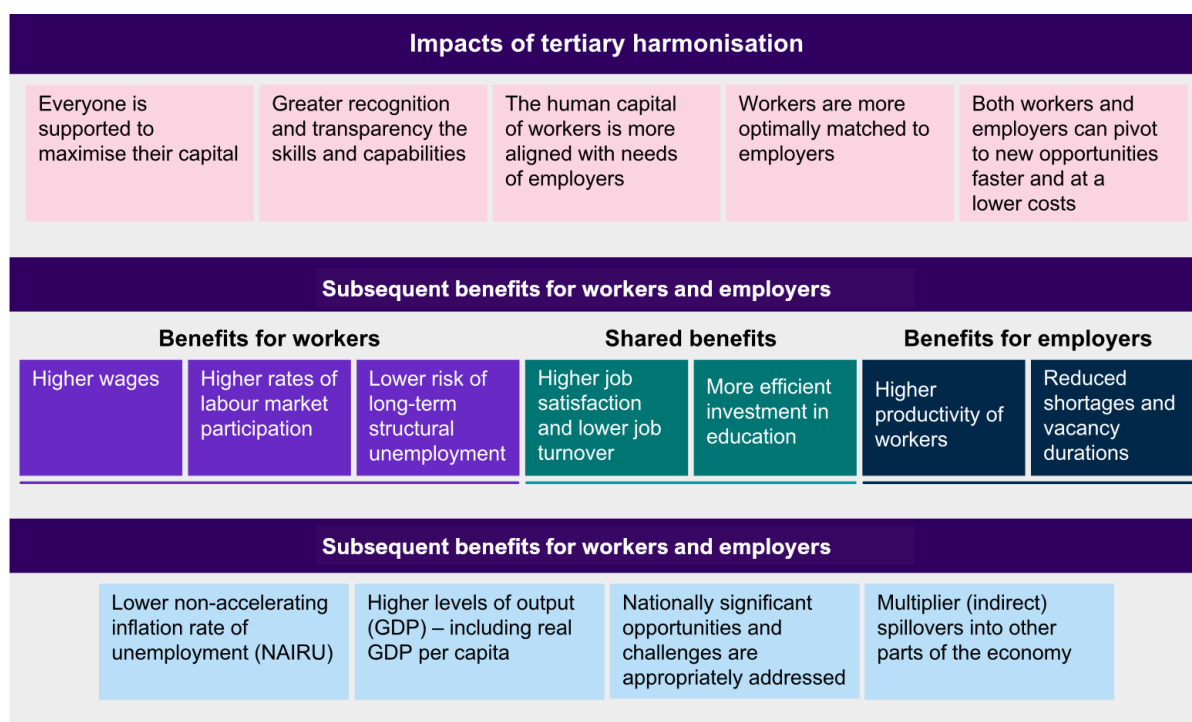 Impacts of tertiary harmonisation
Everyone is
supported to
maximise their capital
Greater recognition
and transparency the
skills and capabilities
The human capital
of workers is more
aligned with needs
of employers
Workers are more
optimally matched to
employers
Both workers and
employers can pivot
to new opportunities
faster and at a
lower costs
Subsequent benefits for workers and employers
Benefits for workers
Higher wages
Higher rates of
labour market
participation
Lower risk of
long-term
structural
unemployment
Shared benefits
Higher job
satisfaction
and lower job
turnover
More efficient
investment in
education
Benefits for employers
Higher
productivity of
workers
Reduced
shortages and
vacancy
durations
Subsequent benefits for workers and employers
Lower non-accelerating
inflation rate of
unemployment (NAIRU)
Higher levels of output
(GDP) – including real
GDP per capita
Nationally significant
opportunities and
challenges are
appropriately addressed
Multiplier (indirect)
spillovers into other
parts of the economy